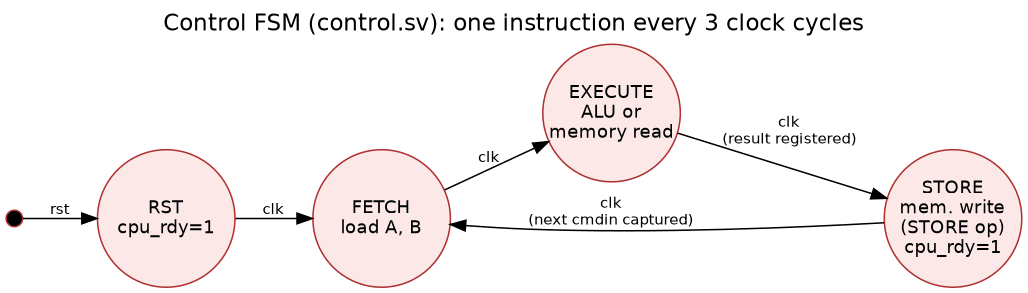 Control FSM (control.sv): one instruction every 3 clock cycles
rst
RST
cpu_rdy=1
clk
FETCH
load A, B
clk
EXECUTE
ALU or
memory read
clk
(result registered)
STORE
mem. write
(STORE op)
cpu_rdy=1
clk
(next cmdin captured)